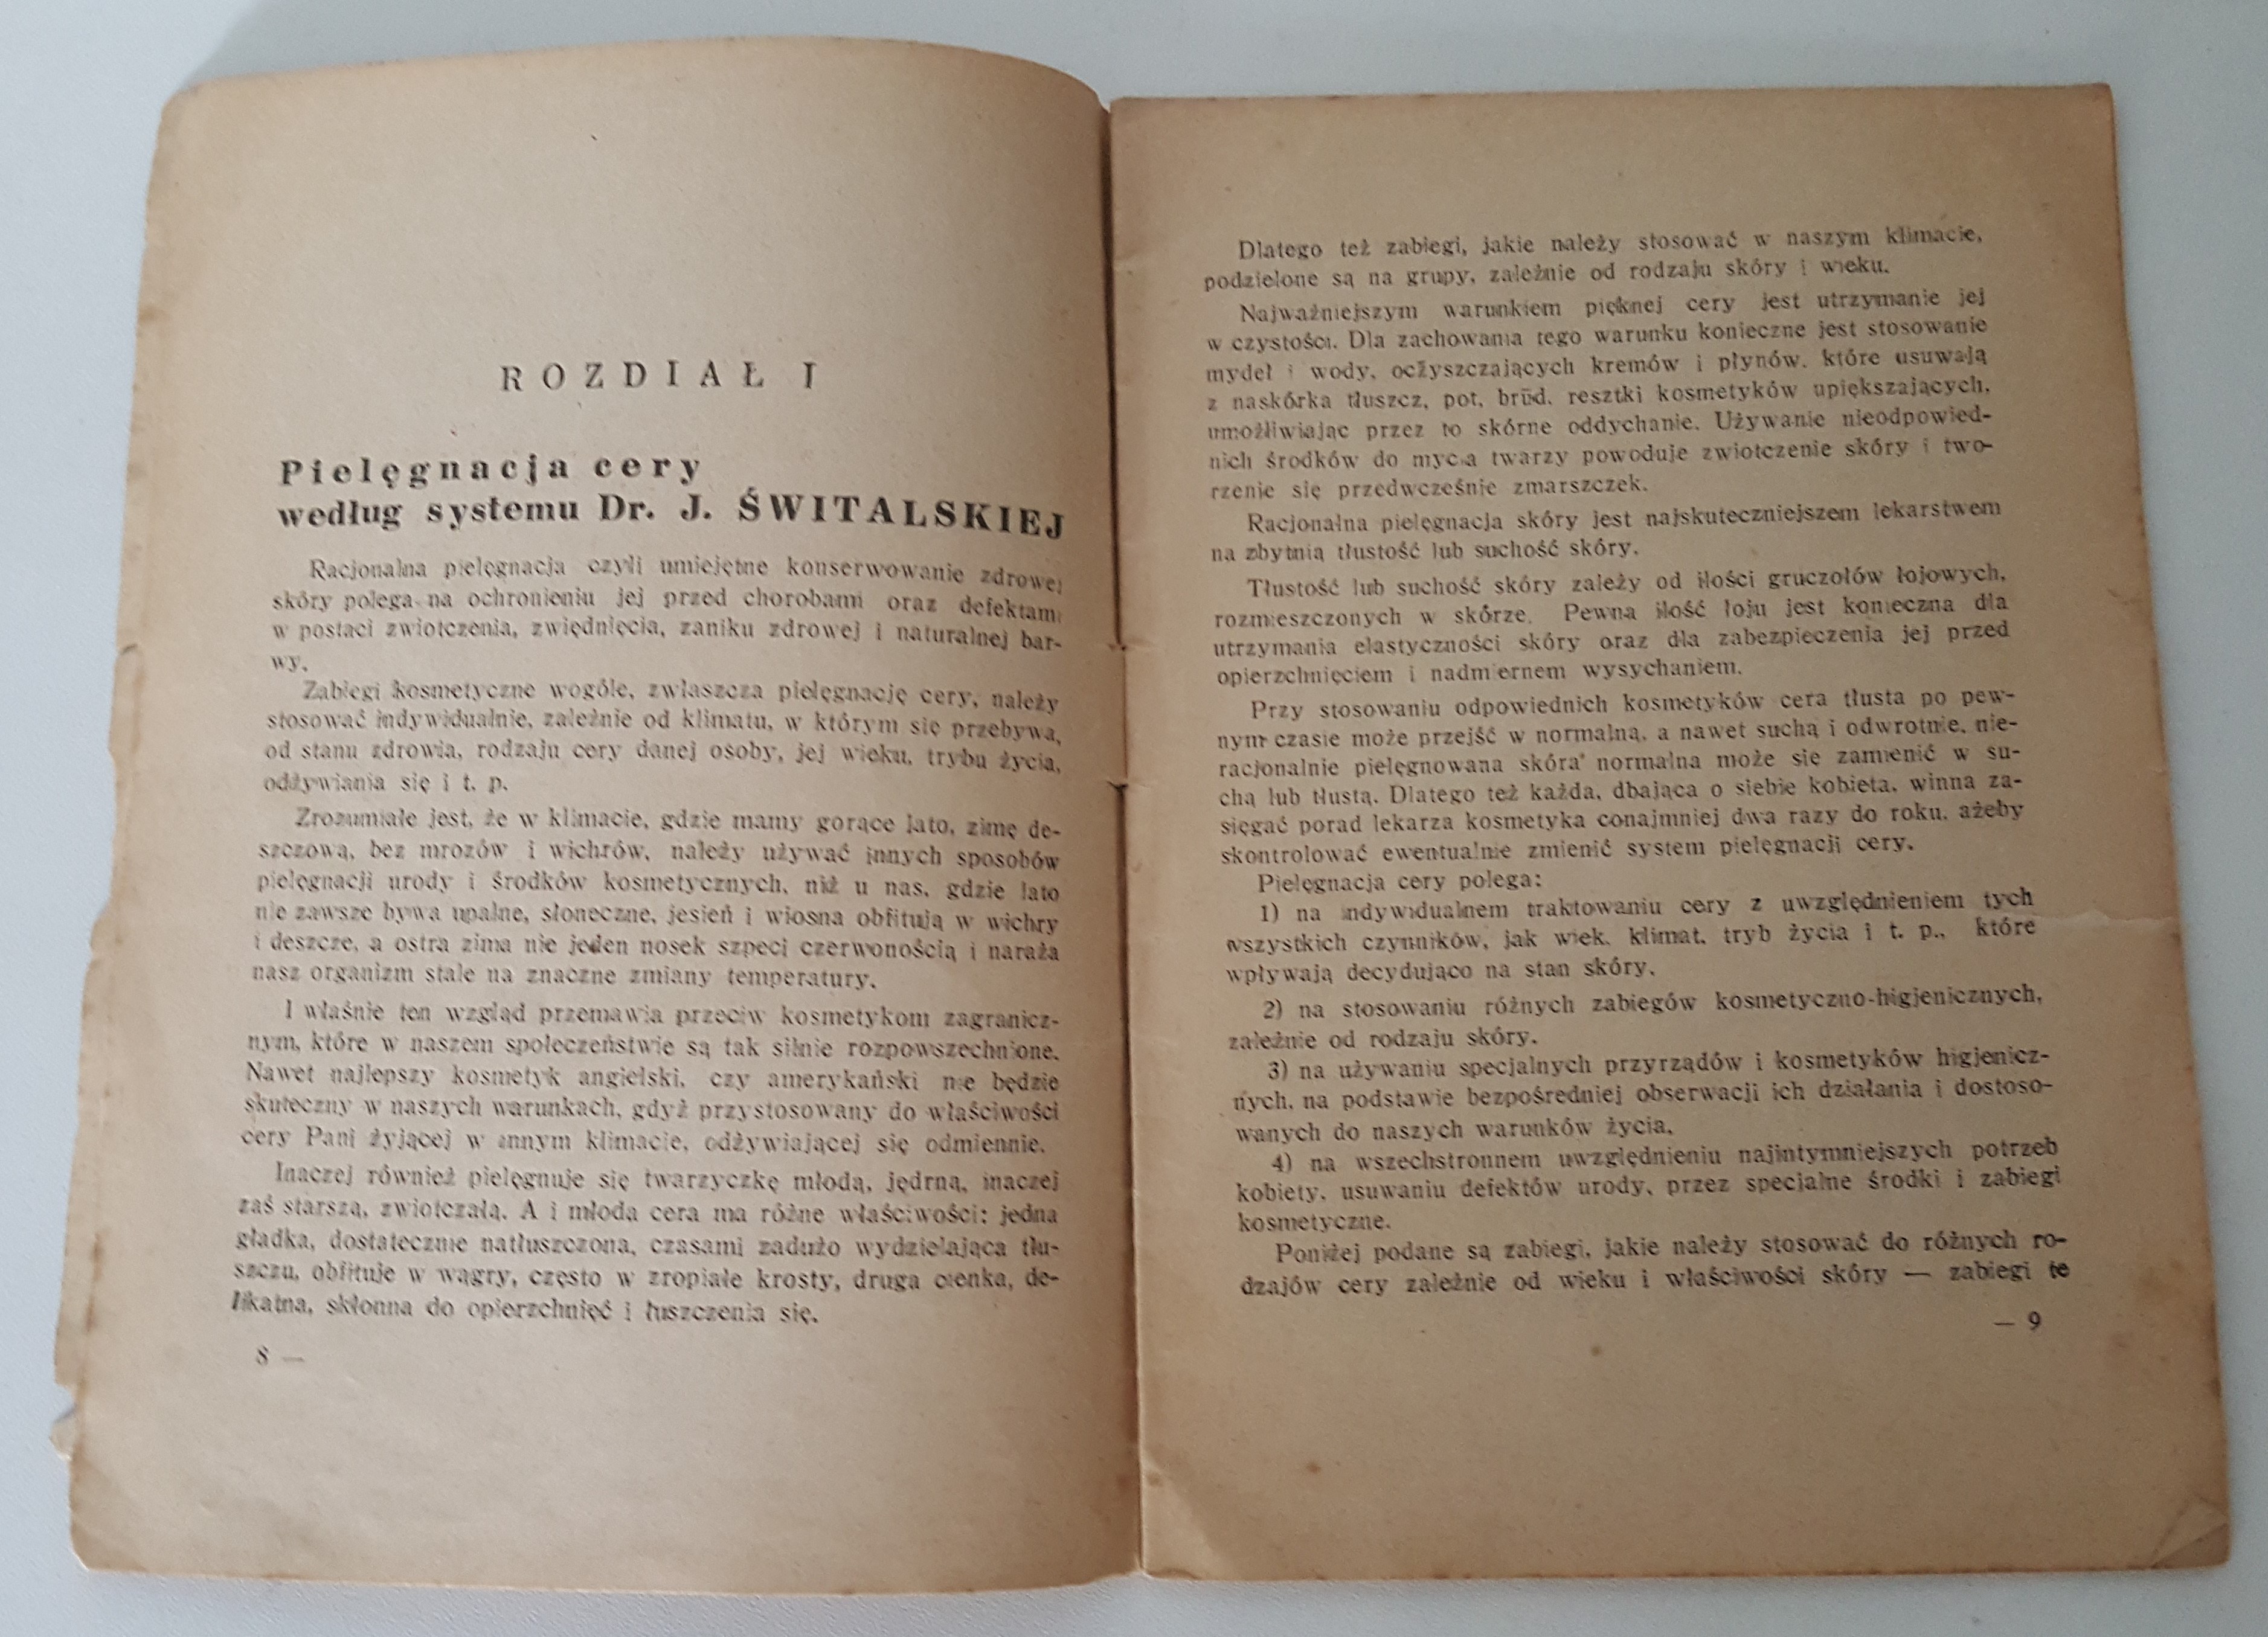 ROZDIAŁ I
Pielęgnacja cery
według systemu Dr. J. ŚWITALSKIEJ
Racjonalna pielęgnacja czyli umiejętne konserwowanie zdrowej
skóry polega na ochronieniu jej przed chorobami oraz defektami
w postaci zwiotczenia, zwiędnięcia, zaniku zdrowej i naturalnej bar-
wy.
Zabiegi kosmetyczne wogóle, zwłaszcza pielęgnację cery, należy
stosować indywidualnie, zależnie od klimatu, w którym się przebywa,
od stanu zdrowia, rodzaju cery danej osoby, jej wieku, trybu życia,
odżywiania się i t. p.
Zrozumiałe jest, że w klimacie, gdzie mamy gorące lato, zimę de-
szczową, bez mrozów i wichrów, należy używać innych sposobów
pielęgnacji urody i środków kosmetycznych, niż u nas, gdzie lato
nie zawsze bywa upalne, słoneczne, jesień i wiosna obfitują w wichry
i deszcze, a ostra zima nie jeden nosek szpeci czerwonością i naraża
nasz organizm stale na znaczne zmiany temperatury.
I właśnie ten wzgląd przemawia przeciw kosmetykom zagranicz-
nym, które w naszem społeczeństwie są tak silnie rozpowszechnione.
Nawet najlepszy kosmetyk angielski, czy amerykański nie będzie
skuteczny w naszych warunkach, gdyż przystosowany do właściwości
cery Pani żyjącej w innym klimacie, odżywiającej się odmiennie.
Inaczej również pielęgnuje się twarzyczkę młodą, jędrną, inaczej
zaś starszą, zwiotczałą. A i młoda cera ma różne właściwości: jedna
gładka, dostatecznie natłuszczona, czasami zadużo wydzielająca tłu-
szczu, obfituje w wągry, często w zropiałe krosty, druga cienka, de-
likatna, skłonna do opierzchnięć i łuszczenia się.
8 —
Dlatego też zabiegi, jakie należy stosować w naszym klimacie,
podzielone są na grupy, zależnie od rodzaju skóry i wieku.
Najważniejszym warunkiem pięknej cery jest utrzymanie jej
w czystości. Dla zachowania tego warunku konieczne jest stosowanie
mydeł i wody, oczyszczających kremów i płynów, które usuwają
z naskórka tłuszcz, pot, brud, resztki kosmetyków upiększających,
umożliwiając przez to skórne oddychanie. Używanie nieodpowied-
nich środków do mycia twarzy powoduje zwiotczenie skóry i two-
rzenie się przedwcześnie zmarszczek.
Racjonalna pielęgnacja skóry jest najskuteczniejszem lekarstwem
na zbytnią tłustość lub suchość skóry.
Tłustość lub suchość skóry zależy od ilości gruczołów łojowych,
rozmieszczonych w skórze. Pewna ilość łoju jest konieczna dla
utrzymania elastyczności skóry oraz dla zabezpieczenia jej przed
opierzchnięciem i nadmiernem wysychaniem.
Przy stosowaniu odpowiednich kosmetyków cera tłusta po pew-
nym czasie może przejść w normalną, a nawet suchą i odwrotnie, nie-
racjonalnie pielęgnowana skóra normalna może się zamienić w su-
chą lub tłustą. Dlatego też każda, dbająca o siebie kobieta, winna za-
sięgać porad lekarza kosmetyka conajmniej dwa razy do roku, ażeby
skontrolować ewentualnie zmienić system pielęgnacji cery.
Pielęgnacja cery polega:
1) na indywidualnem traktowaniu cery z uwzględnieniem tych
wszystkich czynników, jak wiek, klimat, tryb życia i t. p., które
wpływają decydująco na stan skóry.
2) na stosowaniu różnych zabiegów kosmetyczno-higjenicznych,
zależnie od rodzaju skóry.
3) na używaniu specjalnych przyrządów i kosmetyków higjenicz-
nych, na podstawie bezpośredniej obserwacji ich działania i dostoso-
wanych do naszych warunków życia.
4) na wszechstronnem uwzględnieniu najintymniejszych potrzeb
kobiety, usuwaniu defektów urody, przez specjalne środki i zabiegi
kosmetyczne.
Poniżej podane są zabiegi, jakie należy stosować do różnych ro-
dzajów cery zależnie od wieku i właściwości skóry — zabiegi te
— 9